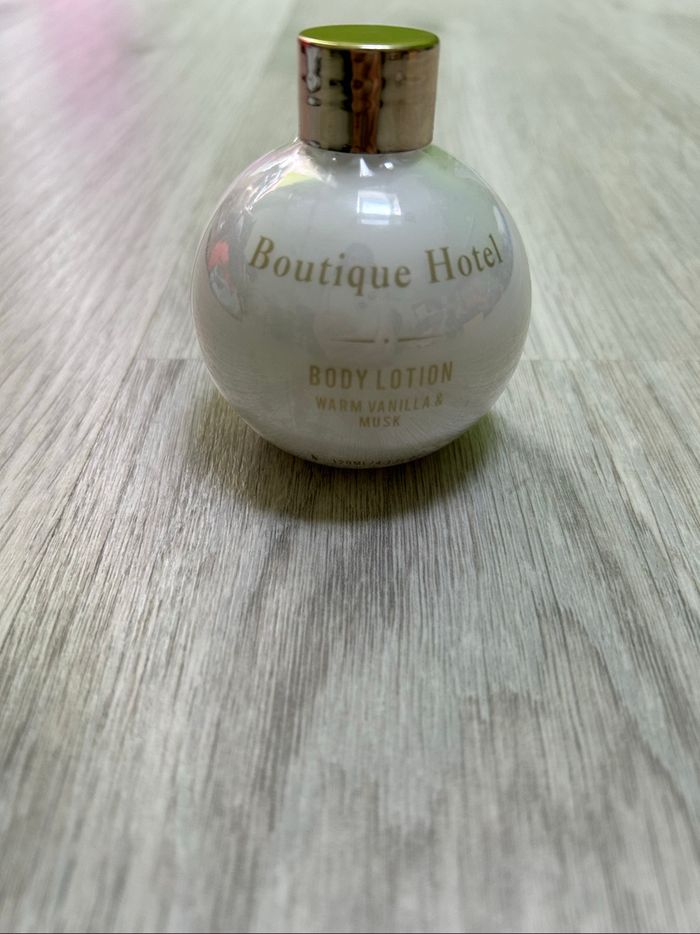 Boutique Hotel
BODY LOTION
WARM VANILLA &
MUSK